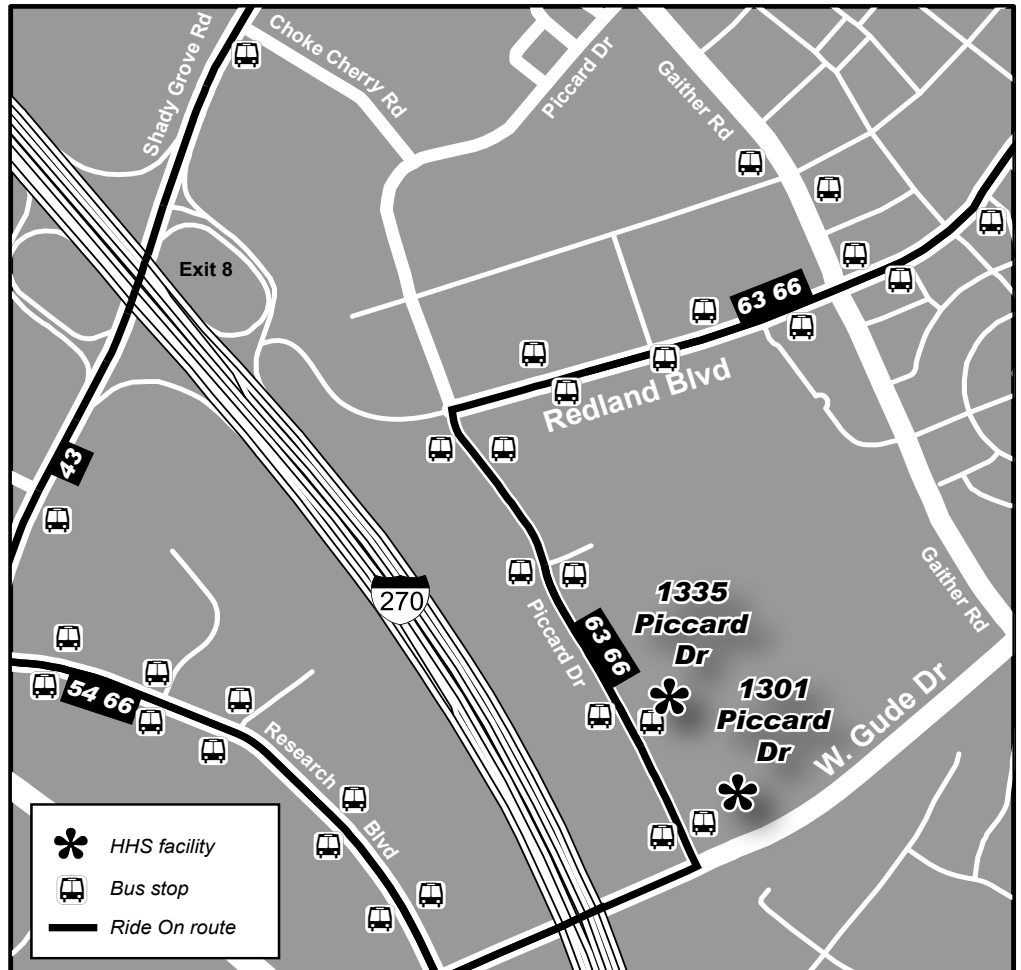 Shady Grove Rd
Choke Cherry Rd
Piccard Dr
Gaither Rd
Exit 8
63 66
Redland Blvd
43
270
Gaither Rd
1335
Piccard
Dr
Piccard Dr
63 66
1301
Piccard
Dr
W. Gude Dr
54 66
Research Blvd
HHS facility
Bus stop
Ride On route